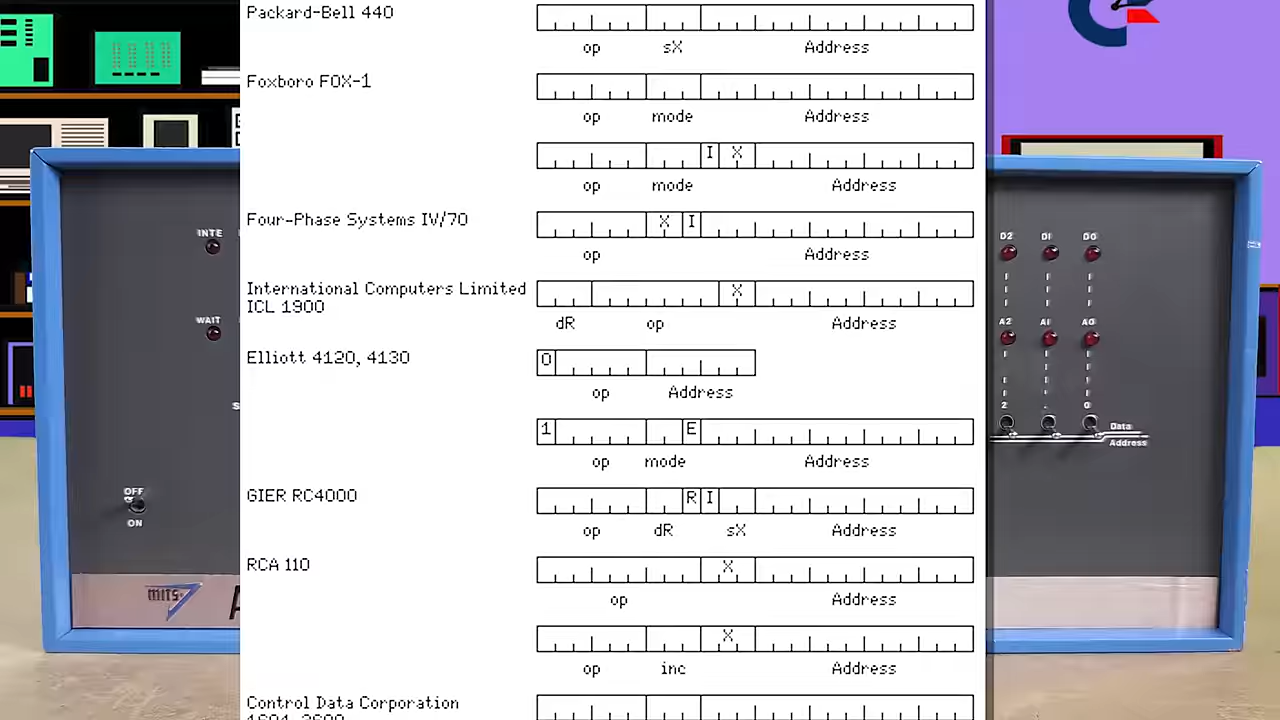 Packard-Bell 440
op sX Address
Foxboro FOX-1
op mode Address
I X
op mode Address
Four-Phase Systems IV/70
X I
op Address
International Computers Limited
ICL 1900
X
dR op Address
Elliott 4120, 4130
0
op Address
1 E
op mode Address
GIER RC4000
R I
op dR sX Address
RCA 110
X
op Address
X
op inc Address
Control Data Corporation
INTE
WAIT
OFF
ON
mits
D2 D1 D0
A2 A1 A0
2 0
Data
Address